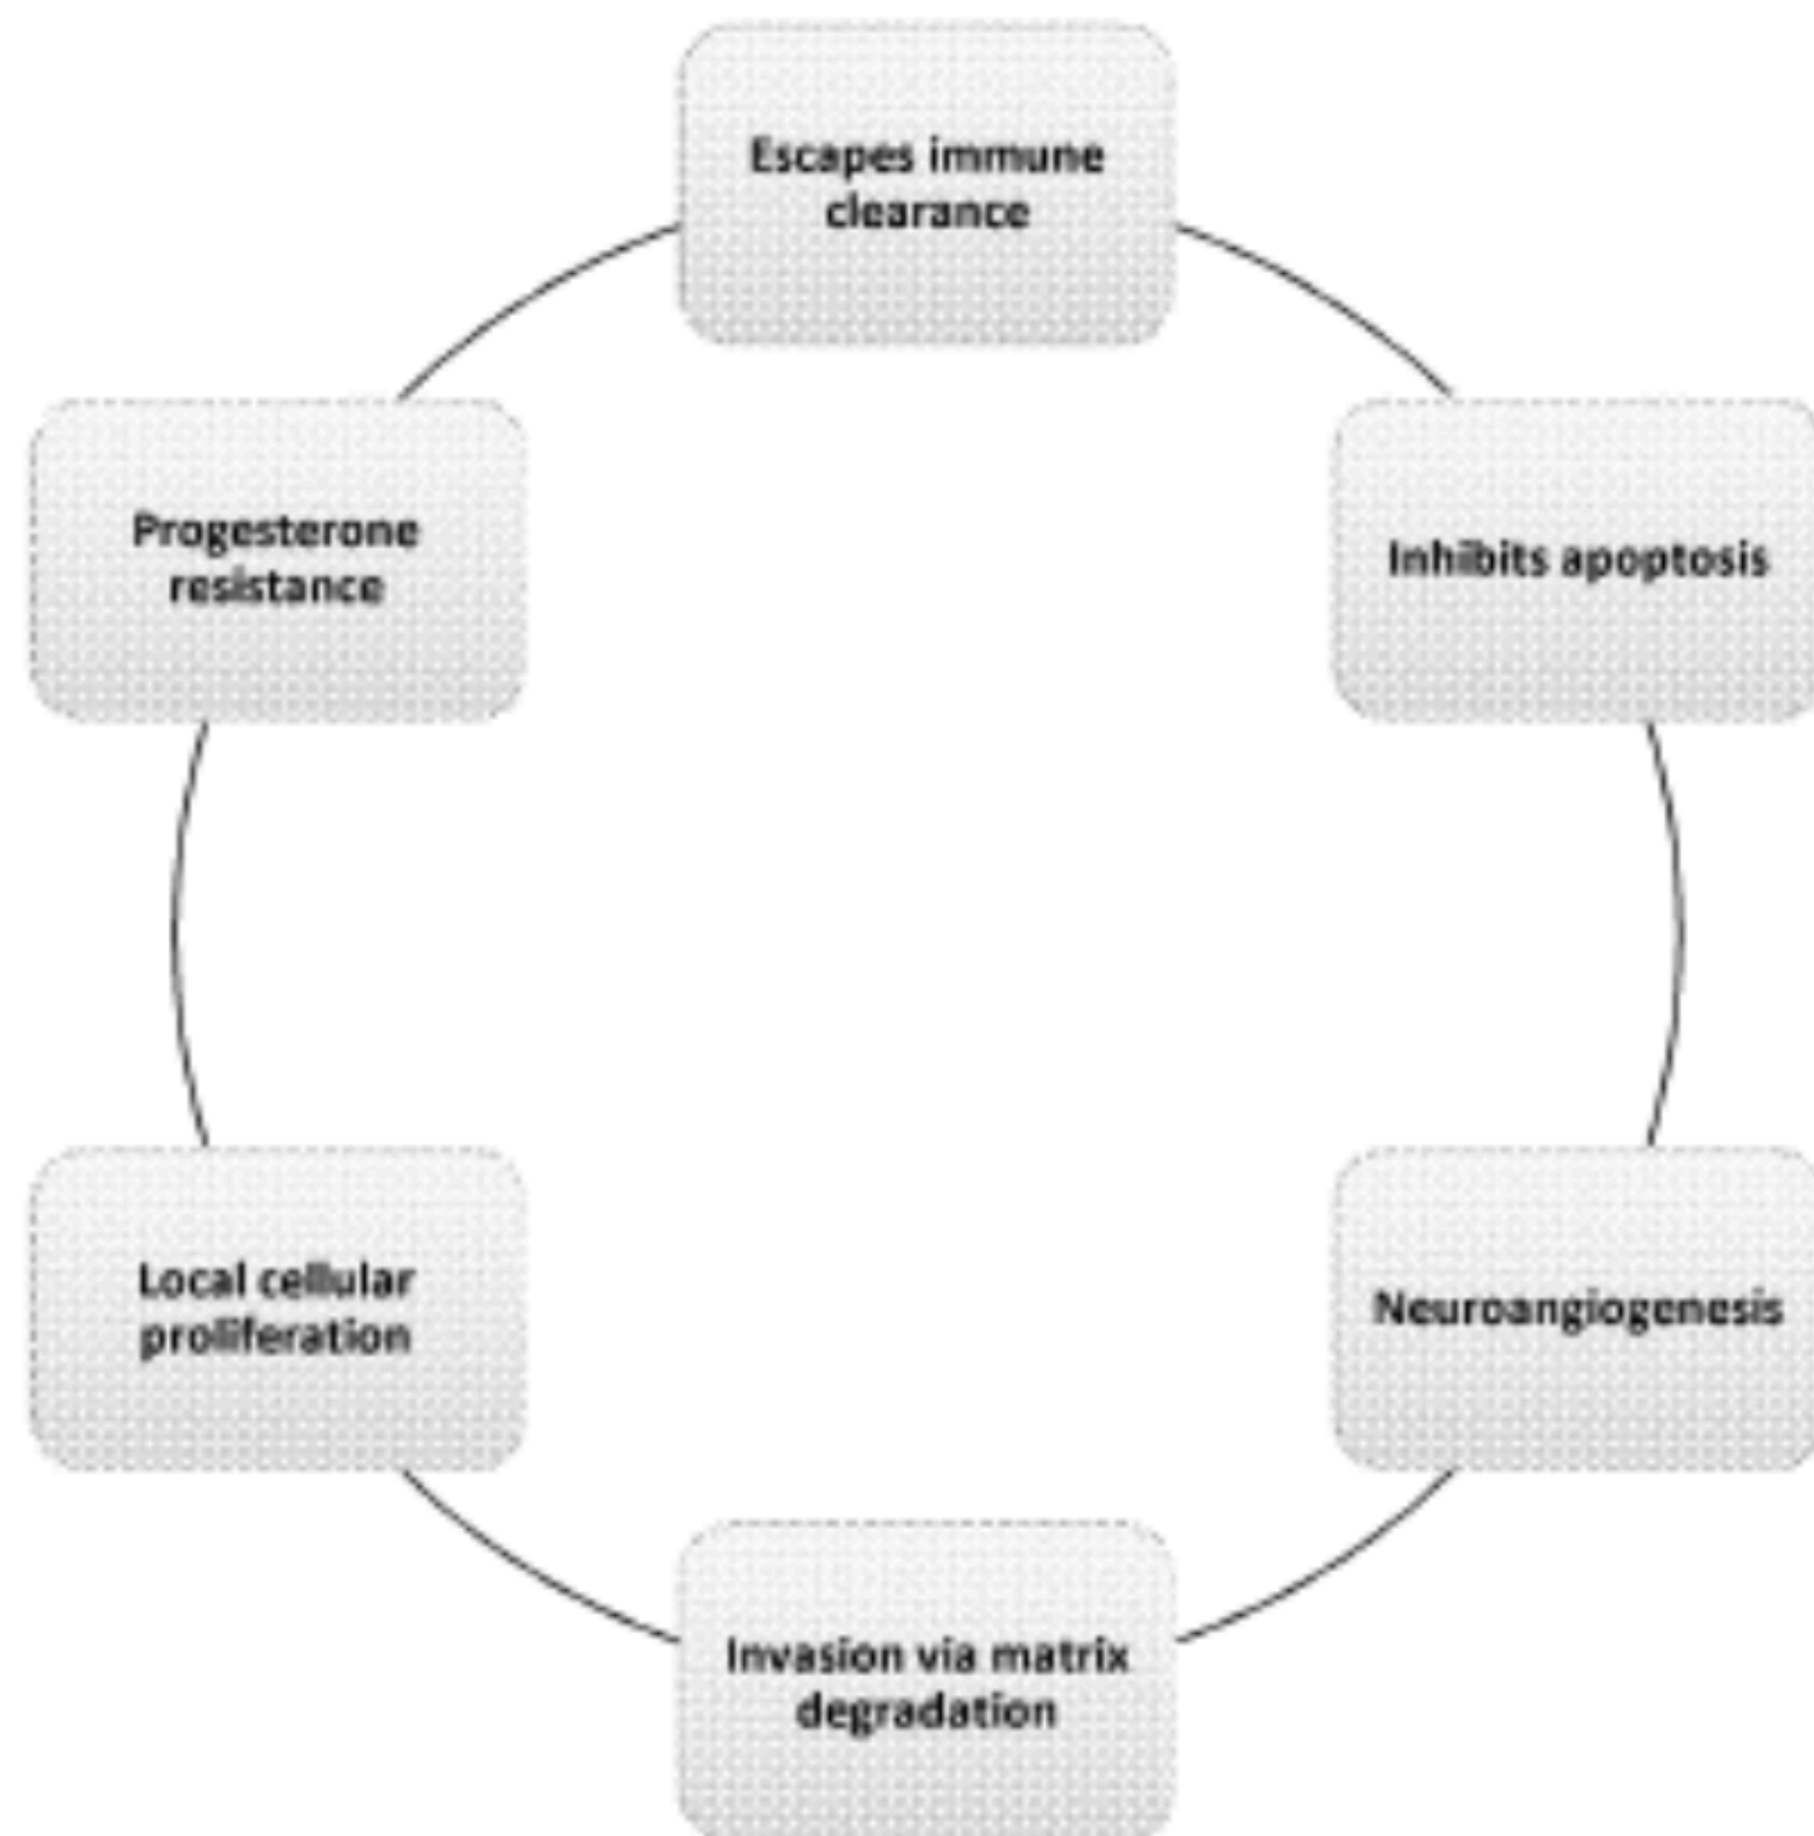 Escapes immune
clearance
Inhibits apoptosis
Neuroangiogenesis
Invasion via matrix
degradation
Local cellular
proliferation
Progesterone
resistance